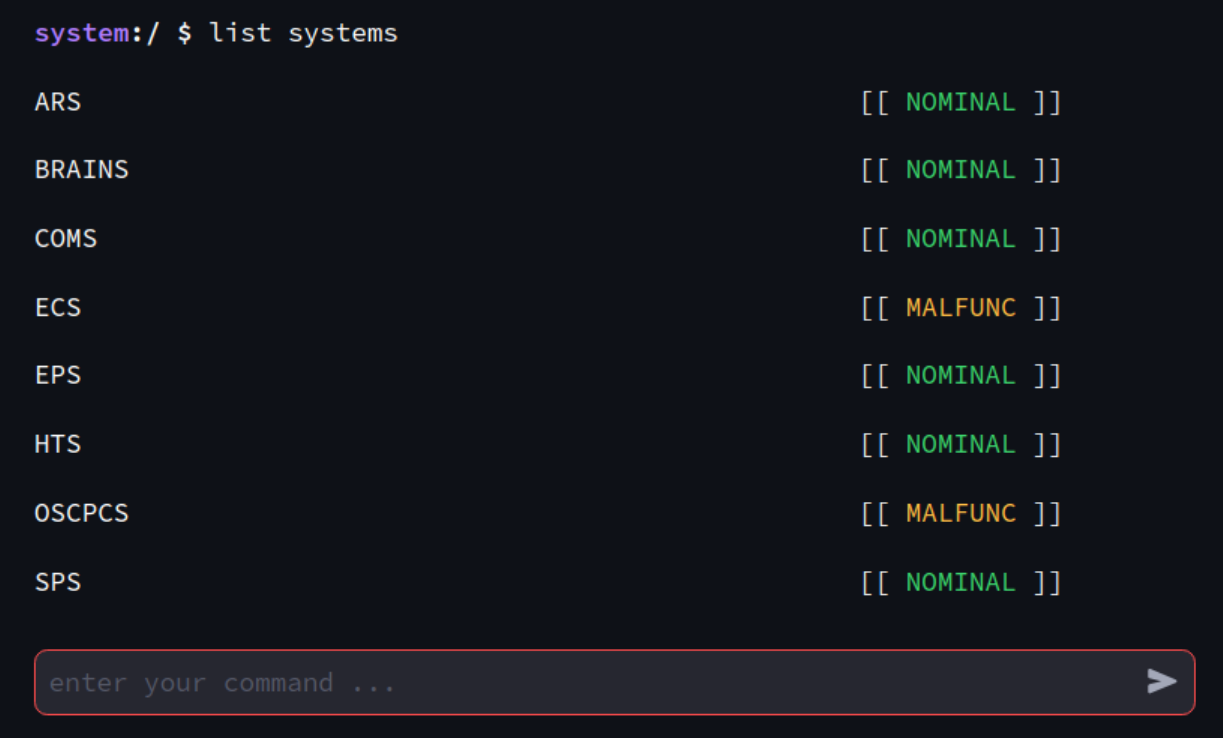 system:/ $ list systems
ARS [[ NOMINAL ]]
BRAINS [[ NOMINAL ]]
COMS [[ NOMINAL ]]
ECS [[ MALFUNC ]]
EPS [[ NOMINAL ]]
HTS [[ NOMINAL ]]
OSCPCS [[ MALFUNC ]]
SPS [[ NOMINAL ]]
enter your command ...